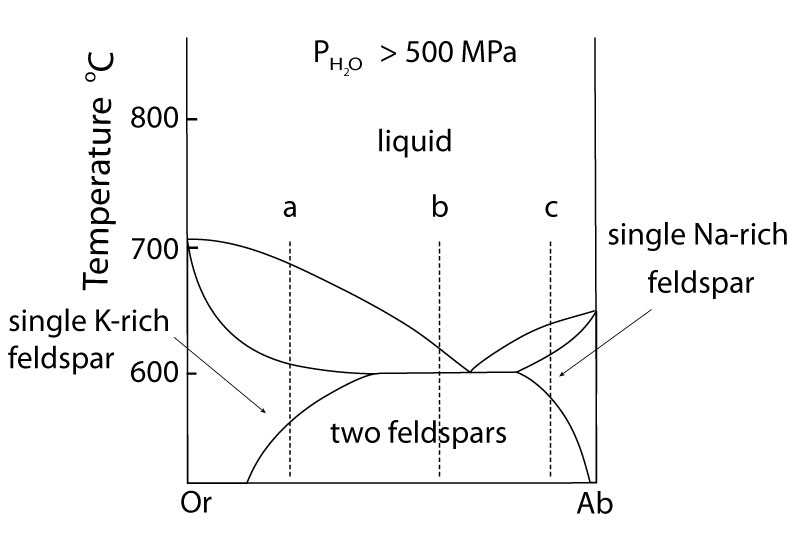 P H₂O > 500 MPa
Temperature ºC
800
liquid
a
b
c
single Na-rich
feldspar
700
single K-rich
feldspar
600
two feldspars
Or
Ab